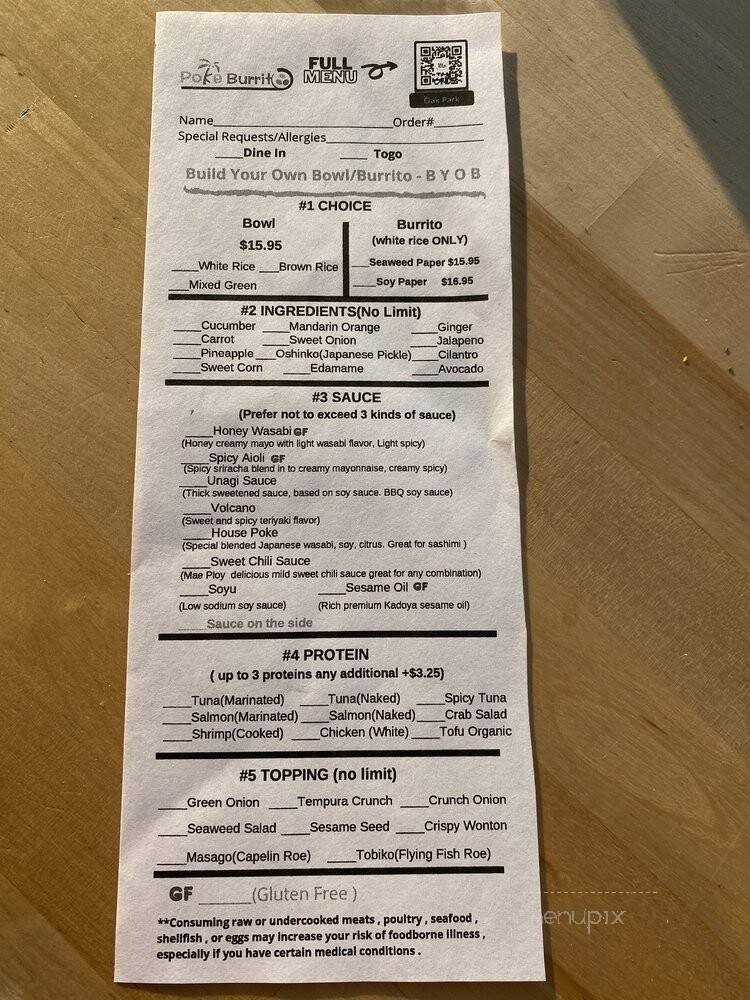 Poke Burrito FULL
MENU
Oak Park
Name____ Order#____
Special Requests/Allergies____
____Dine In ____ Togo
Build Your Own Bowl/Burrito - B Y O B
#1 CHOICE
Bowl
$15.95
____White Rice ____Brown Rice
____Mixed Green
Burrito
(white rice ONLY)
____Seaweed Paper $15.95
____Soy Paper $16.95
#2 INGREDIENTS(No Limit)
____Cucumber ____Mandarin Orange ____Ginger
____Carrot ____Sweet Onion ____Jalapeno
____Pineapple ____Oshinko(Japanese Pickle) ____Cilantro
____Sweet Corn ____Edamame ____Avocado
#3 SAUCE
(Prefer not to exceed 3 kinds of sauce)
____Honey Wasabi GF
(Honey creamy mayo with light wasabi flavor, Light spicy)
____Spicy Aioli GF
(Spicy sriracha blend in to creamy mayonnaise, creamy spicy)
____Unagi Sauce
(Thick sweetened sauce, based on soy sauce. BBQ soy sauce)
____Volcano
(Sweet and spicy teriyaki flavor)
____House Poke
(Special blended Japanese wasabi, soy, citrus. Great for sashimi )
____Sweet Chili Sauce
(Mae Ploy delicious mild sweet chili sauce great for any combination)
____Soyu ____Sesame Oil GF
(Low sodium soy sauce) (Rich premium Kadoya sesame oil)
____Sauce on the side
#4 PROTEIN
( up to 3 proteins any additional +$3.25)
____Tuna(Marinated) ____Tuna(Naked) ____Spicy Tuna
____Salmon(Marinated) ____Salmon(Naked) ____Crab Salad
____Shrimp(Cooked) ____Chicken (White) ____Tofu Organic
#5 TOPPING (no limit)
____Green Onion ____Tempura Crunch ____Crunch Onion
____Seaweed Salad ____Sesame Seed ____Crispy Wonton
____Masago(Capelin Roe) ____Tobiko(Flying Fish Roe)
GF ____(Gluten Free )
**Consuming raw or undercooked meats , poultry , seafood ,
shellfish , or eggs may increase your risk of foodborne illness ,
especially if you have certain medical conditions .
menupix